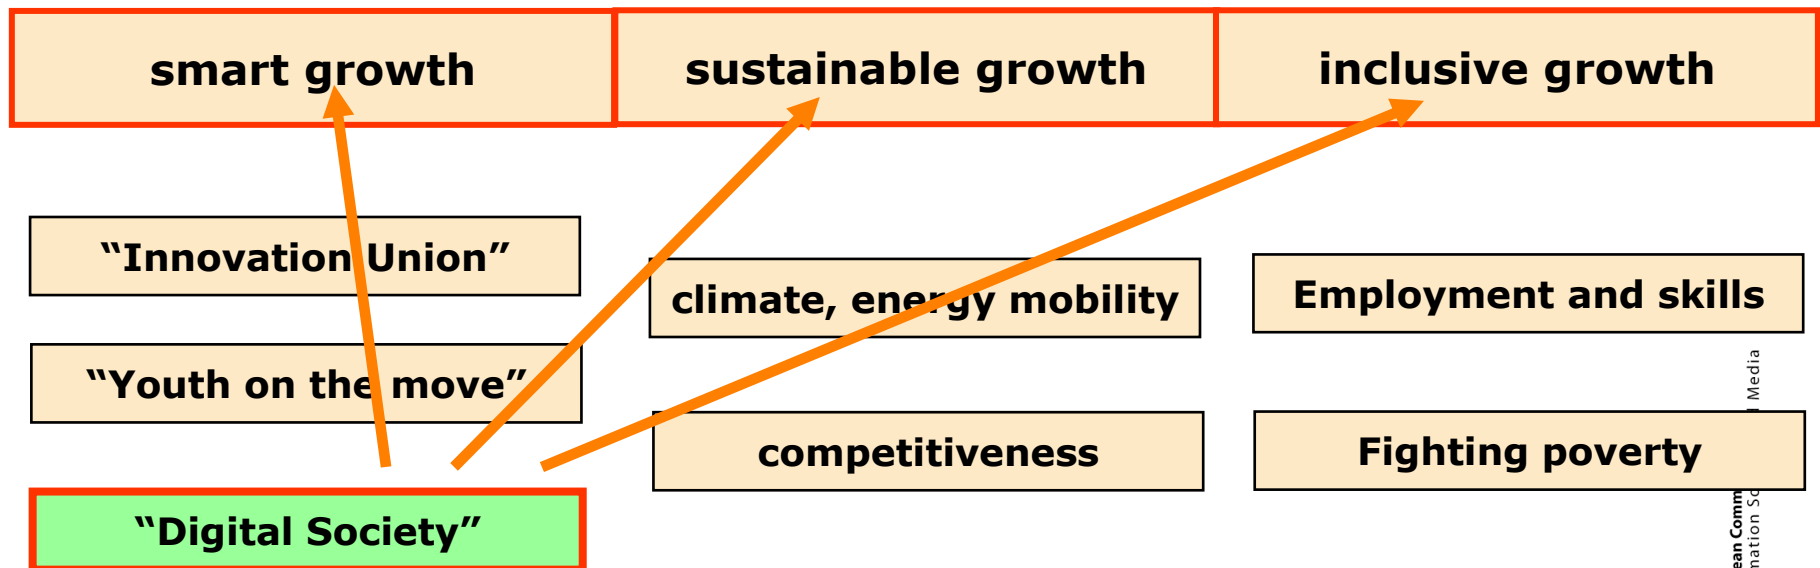 smart growth
sustainable growth
inclusive growth
“Innovation Union”
“Youth on the move”
“Digital Society”
climate, energy mobility
competitiveness
Employment and skills
Fighting poverty
Media